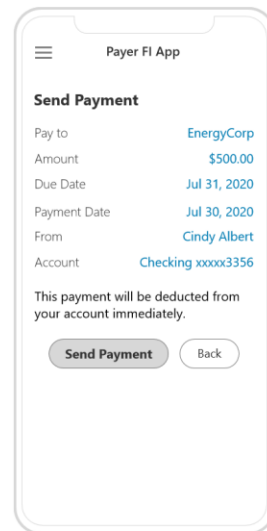 Payer FI App
Send Payment
Pay to EnergyCorp
Amount $500.00
Due Date Jul 31, 2020
Payment Date Jul 30, 2020
From Cindy Albert
Account Checking xxxxx3356
This payment will be deducted from
your account immediately.
Send Payment Back